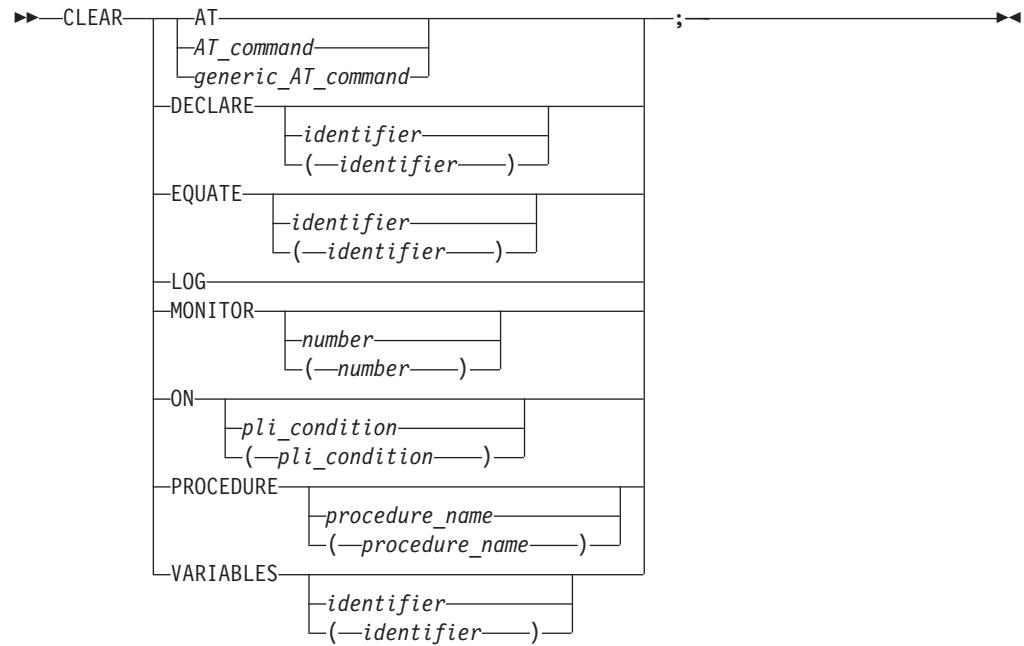 CLEAR AT ;
AT_command
generic_AT_command
DECLARE
identifier
( identifier )
EQUATE
identifier
( identifier )
LOG
MONITOR
number
( number )
ON
pli_condition
( pli_condition )
PROCEDURE
procedure_name
( procedure_name )
VARIABLES
identifier
( identifier )